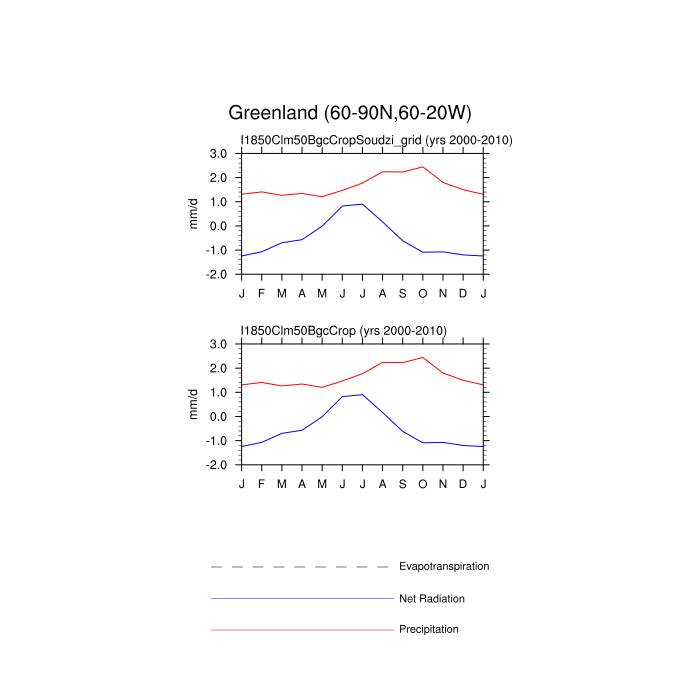 Greenland (60-90N,60-20W)
I1850Clm50BgcCropSoudzi_grid (yrs 2000-2010)
3.0
2.0
1.0
0.0
-1.0
-2.0
mm/d
J F M A M J J A S O N D J
I1850Clm50BgcCrop (yrs 2000-2010)
3.0
2.0
1.0
0.0
-1.0
-2.0
mm/d
J F M A M J J A S O N D J
Evapotranspiration
Net Radiation
Precipitation